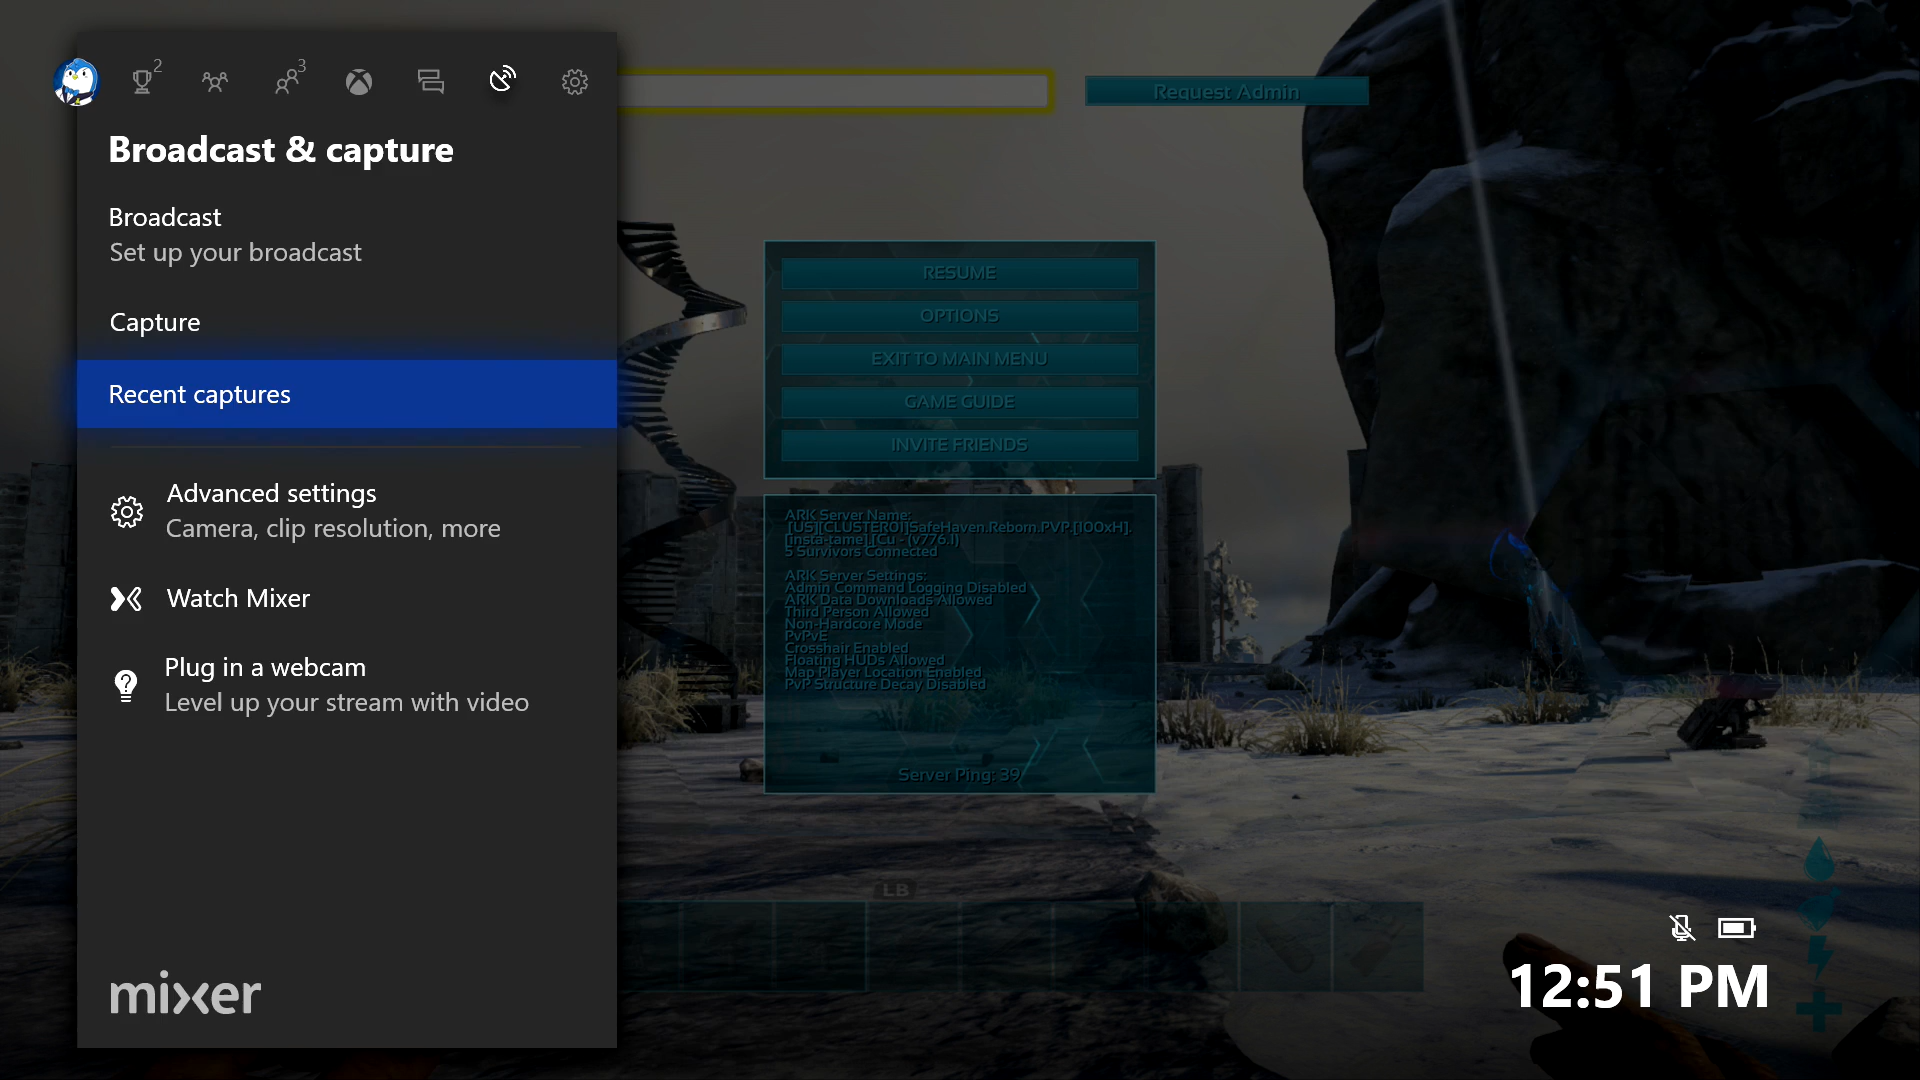 2
3
Broadcast & capture
Broadcast
Set up your broadcast
Capture
Recent captures
Advanced settings
Camera, clip resolution, more
Watch Mixer
Plug in a webcam
Level up your stream with video
mixer
Request Admin
RESUME
OPTIONS
EXIT TO MAIN MENU
GAME GUIDE
INVITE FRIENDS
ARK Server Name:
[US][CLUSTER0]SafeHaven.Reborn.PVP.[100xH].
[insta-tame].[Cu - (v776.1)
5 Survivors Connected
ARK Server Settings:
Admin Command Logging Disabled
ARK Data Downloads Allowed
Third Person Allowed
Non-Hardcore Mode
PvPvE
Crosshair Enabled
Floating HUDs Allowed
Map Player Location Enabled
PvP Structure Decay Disabled
Server Ping: 39
LB
12:51 PM